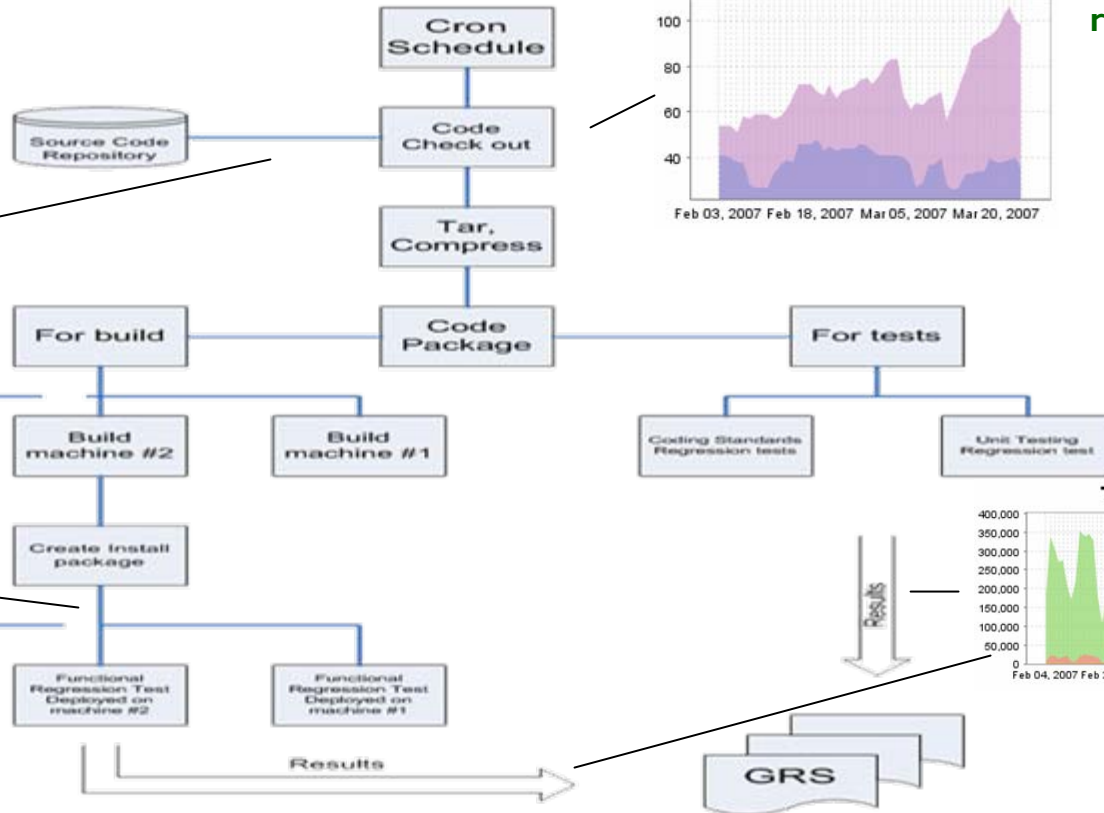 Cron
Schedule
100
80
60
40
Feb 03, 2007 Feb 18, 2007 Mar 05, 2007 Mar 20, 2007
Source Code
Repository
Code
Check out
Tar,
Compress
For build
Code
Package
For tests
Build
machine #2
Build
machine #1
Coding Standards
Regression tests
Unit Testing
Regression test
Create Install
package
400,000
350,000
300,000
250,000
200,000
150,000
100,000
50,000
0
Feb 04, 2007 Feb
Results
Functional
Regression Test
Deployed on
machine #2
Functional
Regression Test
Deployed on
machine #1
Results
GRS